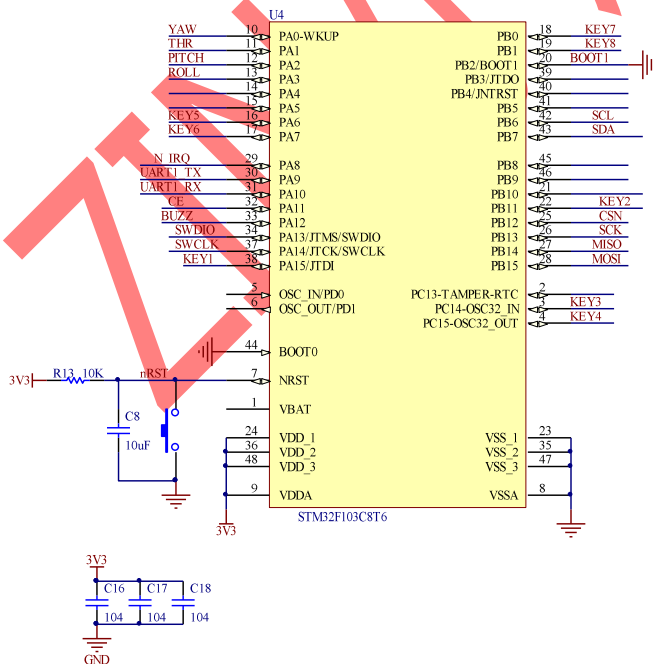 U4
YAW 10 PA0-WKUP PB0 18 KEY7
THR 11 PA1 PB1 19 KEY8
PITCH 12 PA2 PB2/BOOT1 20 BOOT1
ROLL 13 PA3 PB3/JTDO 39
14 PA4 PB4/JNTRST 40
15 PA5 PB5 41
KEY5 16 PA6 PB6 42 SCL
KEY6 17 PA7 PB7 43 SDA
N_IRQ 29 PA8 PB8 45
UART1_TX 30 PA9 PB9 46
UART1_RX 31 PA10 PB10 21
CE 32 PA11 PB11 22 KEY2
BUZZ 33 PA12 PB12 25 CSN
SWDIO 34 PA13/JTMS/SWDIO PB13 26 SCK
SWCLK 37 PA14/JTCK/SWCLK PB14 27 MISO
KEY1 38 PA15/JTDI PB15 28 MOSI
5 OSC_IN/PD0 PC13-TAMPER-RTC 2
6 OSC_OUT/PD1 PC14-OSC32_IN 3 KEY3
PC15-OSC32_OUT 4 KEY4
44 BOOT0
3V3 R13 10K nRST 7 NRST
1 VBAT
C8
10uF
24 VDD_1 VSS_1 23
36 VDD_2 VSS_2 35
48 VDD_3 VSS_3 47
9 VDDA VSSA 8
3V3 STM32F103C8T6
3V3
C16 C17 C18
104 104 104
GND